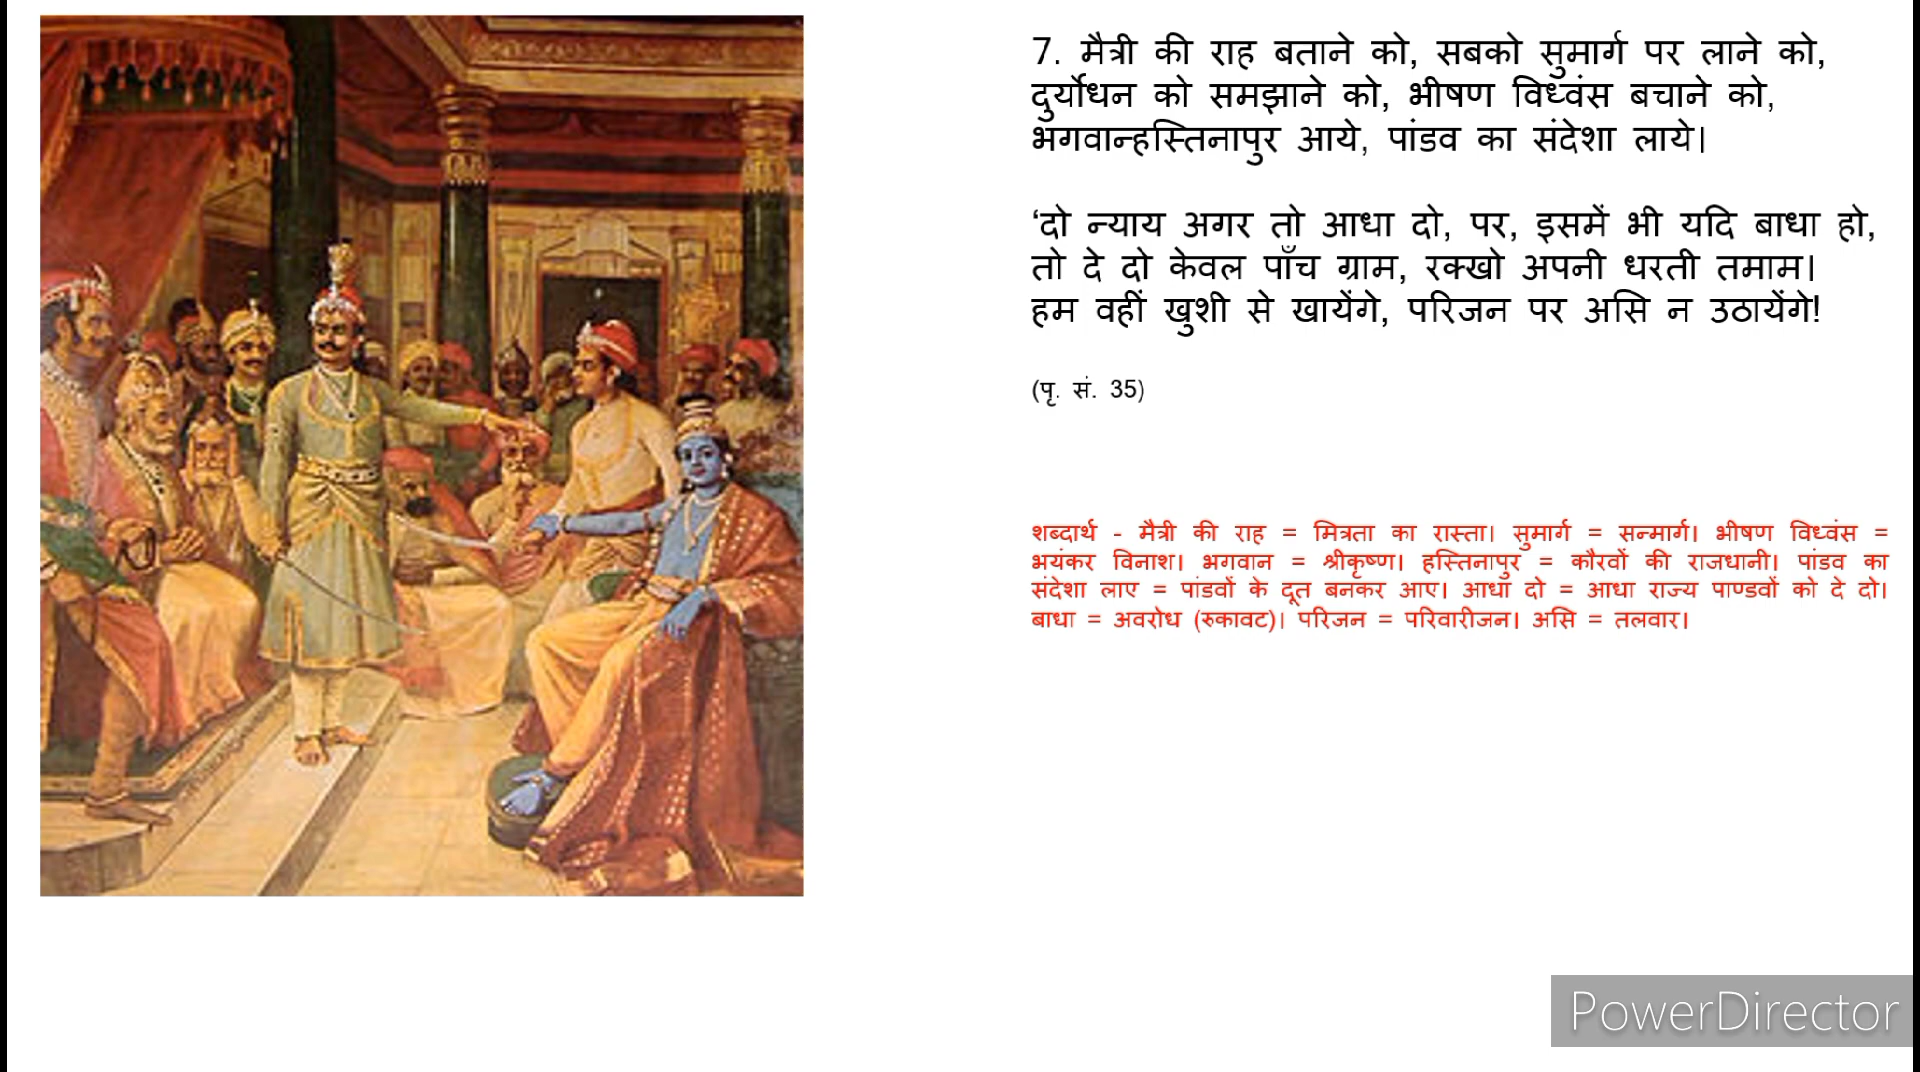 7. मैत्री की राह बताने को, सबको सुमार्ग पर लाने को,
दुर्योधन को समझाने को, भीषण विध्वंस बचाने को,
भगवान्हस्तिनापुर आये, पांडव का संदेशा लाये।
‘दो न्याय अगर तो आधा दो, पर, इसमें भी यदि बाधा हो,
तो दे दो केवल पाँच ग्राम, रक्खो अपनी धरती तमाम।
हम वहीं खुशी से खायेंगे, परिजन पर असि न उठायेंगे!
(पृ. सं. 35)
शब्दार्थ - मैत्री की राह = मित्रता का रास्ता। सुमार्ग = सन्मार्ग। भीषण विध्वंस =
भयंकर विनाश। भगवान = श्रीकृष्ण। हस्तिनापुर = कौरवों की राजधानी। पांडव का
संदेशा लाए = पांडवों के दूत बनकर आए। आधा दो = आधा राज्य पाण्डवों को दे दो।
बाधा = अवरोध (रुकावट)। परिजन = परिवारीजन। असि = तलवार।
PowerDirector